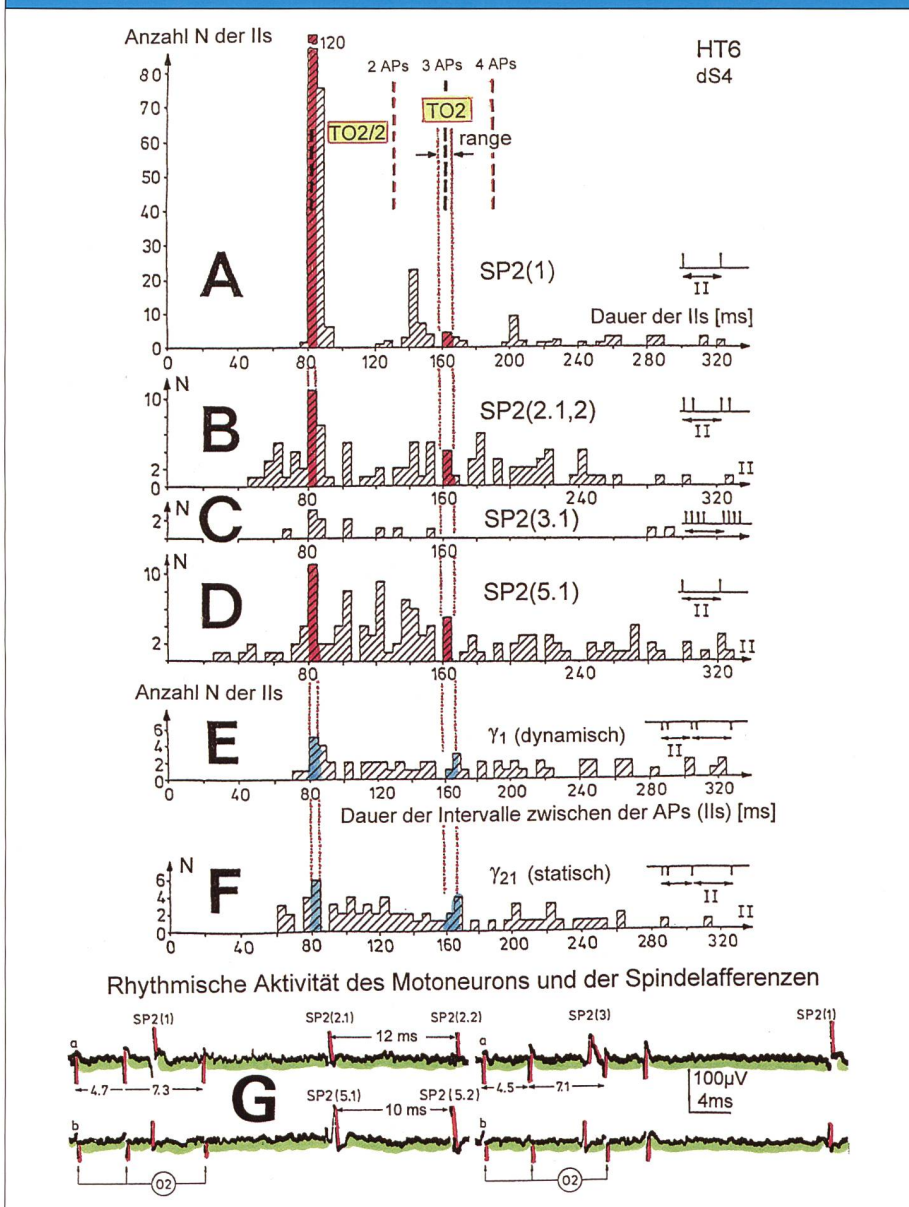 Anzahl N der IIs
120
HT6
dS4
2 APs 3 APs 4 APs
TO2/2
TO2
range
80
70
60
50
40
30
20
10
0
A
SP2(1)
II
Dauer der IIs [ms]
0 40 80 120 160 200 240 280 320
N
10
2
0
B
SP2(2.1,2)
II
II
80 160 240 320
N
2
0
C
SP2(3.1)
II
80 160
10
2
D
SP2(5.1)
II
II
80 160 240 320
Anzahl N der IIs
6
4
2
0
E
γ1 (dynamisch)
II
0 40 80 120 160 200 240 280 320
Dauer der Intervalle zwischen der APs (IIs) [ms]
N
6
4
2
0
F
γ21 (statisch)
II
II
0 40 80 120 160 200 240 280 320
Rhythmische Aktivität des Motoneurons und der Spindelafferenzen
SP2(1) SP2(2.1) SP2(2.2) SP2(3) SP2(1)
a 12 ms a
4.7 7.3 4.5 7.1
G
100µV
4ms
SP2(5.1) SP2(5.2)
10 ms
b b
O2 O2